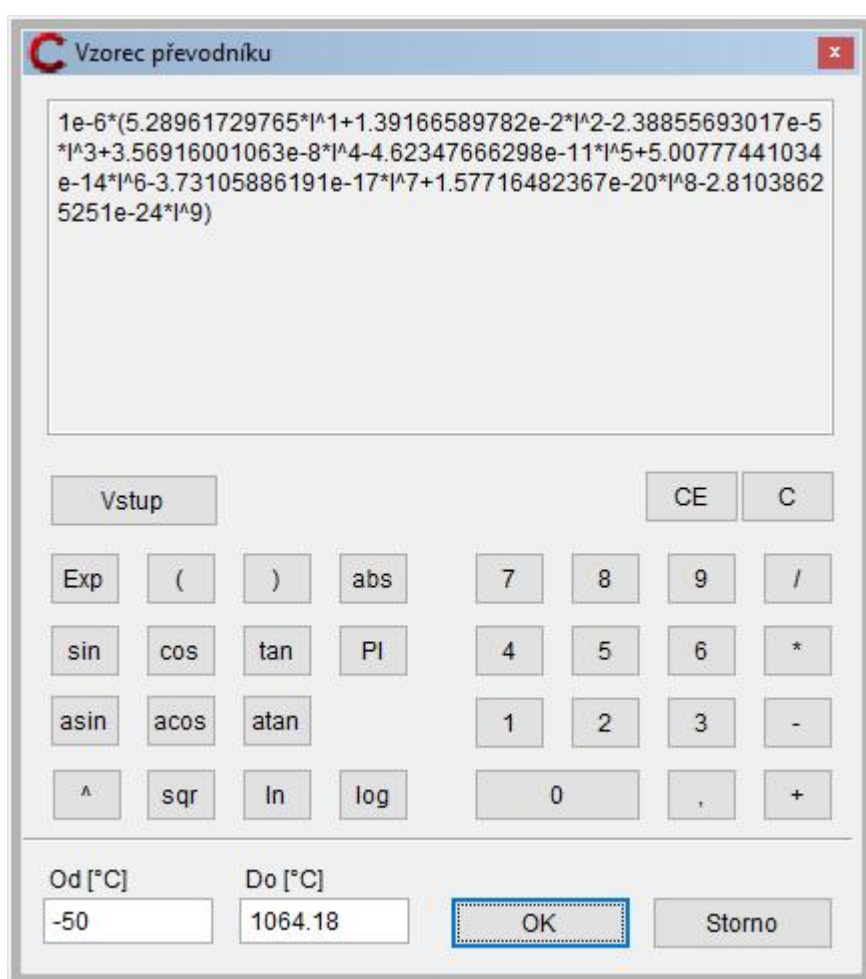 Vzorec převodníku
x
1e-6*(5.28961729765*I^1+1.39166589782e-2*I^2-2.38855693017e-5
*I^3+3.56916001063e-8*I^4-4.62347666298e-11*I^5+5.00777441034
e-14*I^6-3.73105886191e-17*I^7+1.57716482367e-20*I^8-2.8103862
5251e-24*I^9)
Vstup CE C
Exp ( ) abs 7 8 9 /
sin cos tan PI 4 5 6 *
asin acos atan 1 2 3 -
^ sqr ln log 0 , +
Od [°C] Do [°C]
-50 1064.18 OK Storno